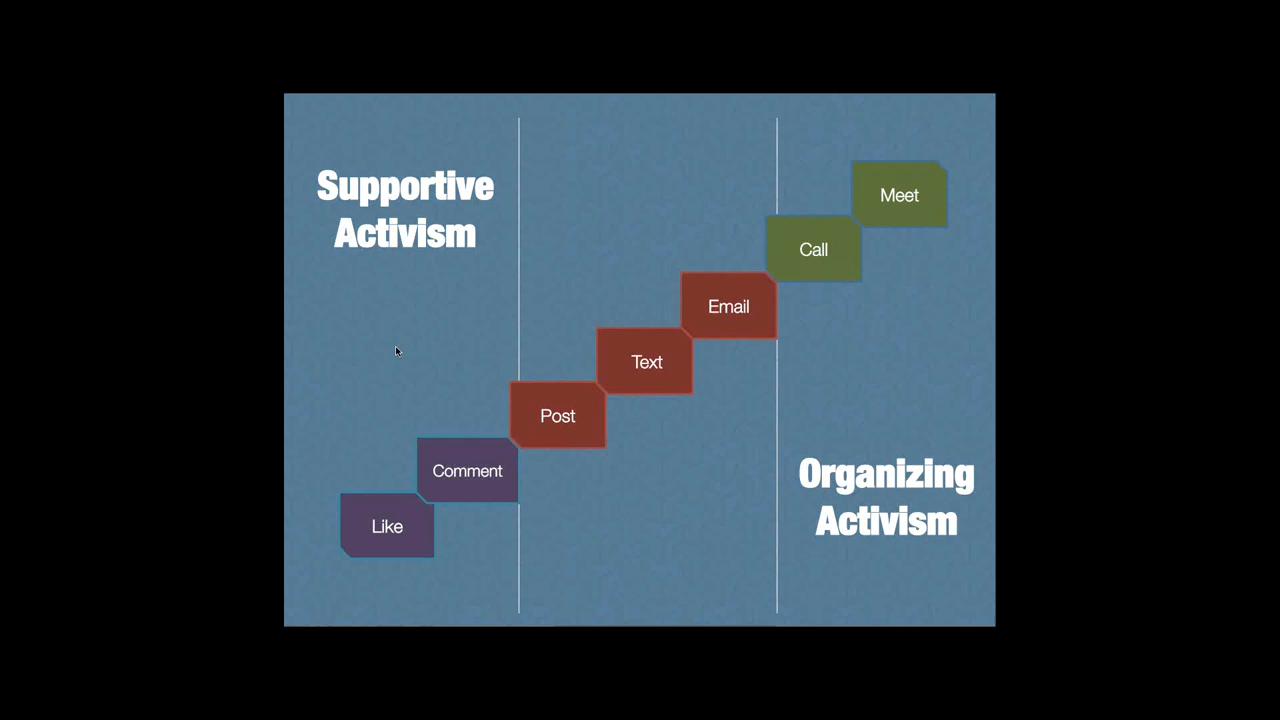 Supportive
Activism
Meet
Call
Email
Text
Post
Comment
Like
Organizing
Activism